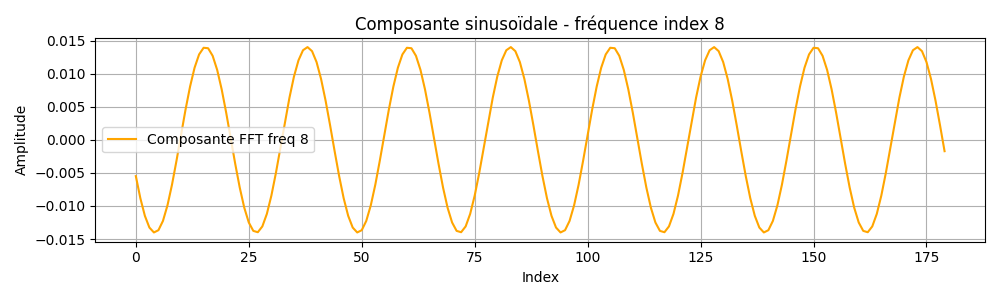 Composante sinusoïdale - fréquence index 8
0.015
0.010
0.005
0.000
−0.005
−0.010
−0.015
Amplitude
Composante FFT freq 8
0 25 50 75 100 125 150 175
Index